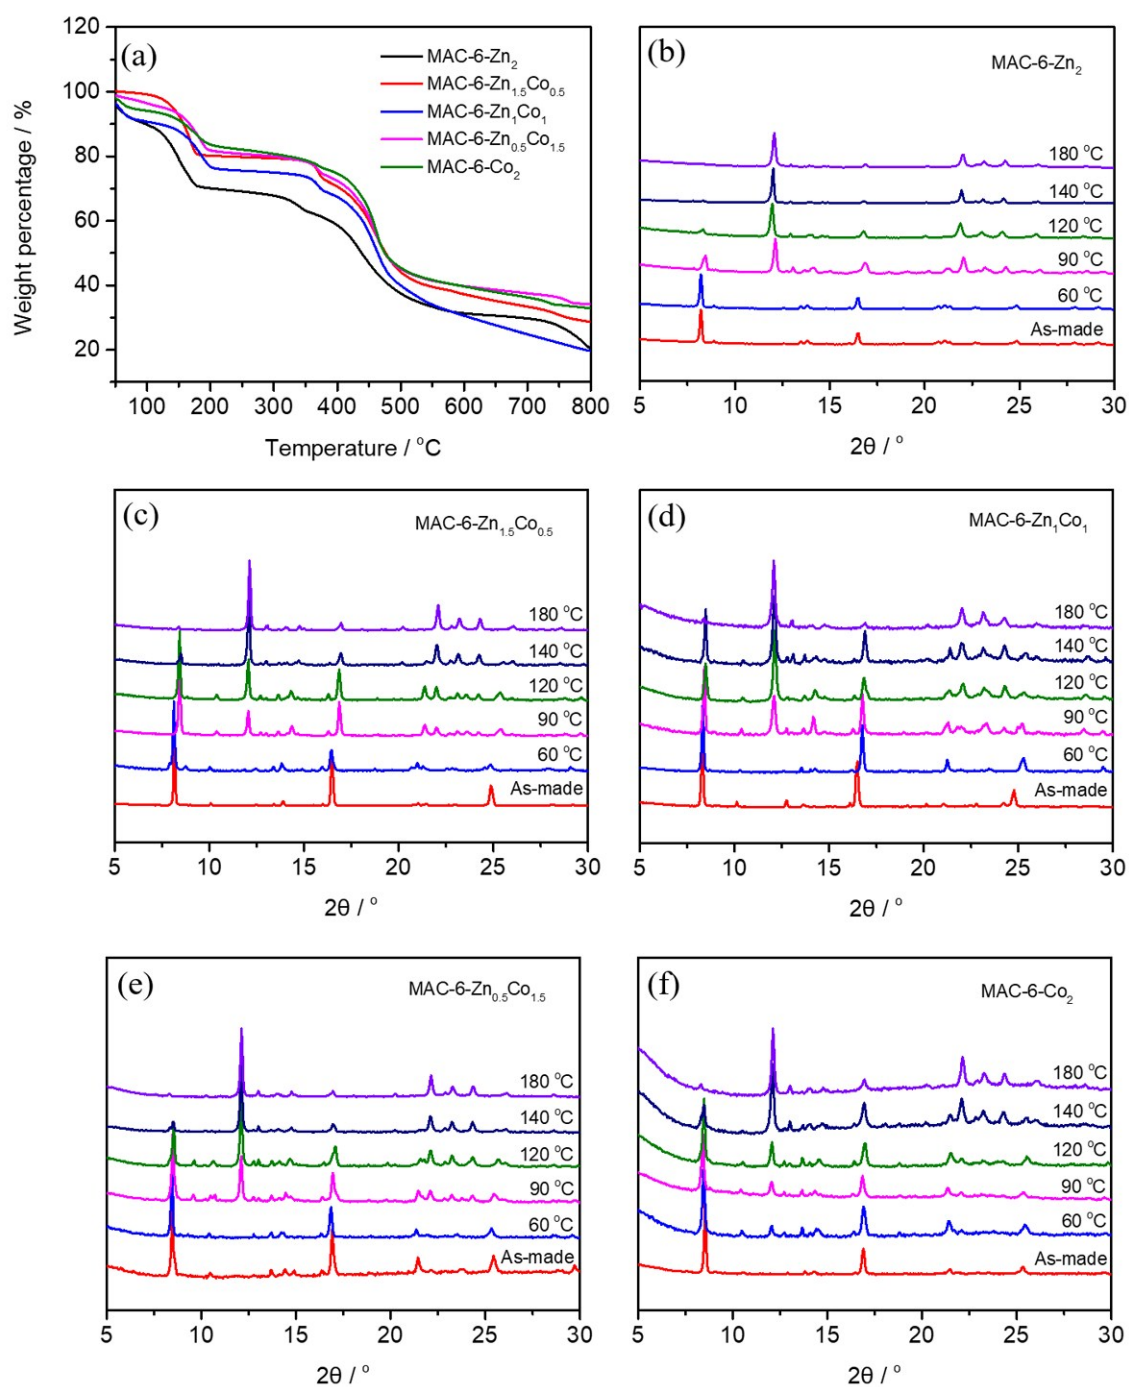 (a)
MAC-6-Zn₂
MAC-6-Zn₁.₅Co₀.₅
MAC-6-Zn₁Co₁
MAC-6-Zn₀.₅Co₁.₅
MAC-6-Co₂
120
100
80
60
40
20
Weight percentage / %
100 200 300 400 500 600 700 800
Temperature / °C
(b)
MAC-6-Zn₂
180 °C
140 °C
120 °C
90 °C
60 °C
As-made
5 10 15 20 25 30
2θ / °
(c)
MAC-6-Zn₁.₅Co₀.₅
180 °C
140 °C
120 °C
90 °C
60 °C
As-made
5 10 15 20 25 30
2θ / °
(d)
MAC-6-Zn₁Co₁
180 °C
140 °C
120 °C
90 °C
60 °C
As-made
5 10 15 20 25 30
2θ / °
(e)
MAC-6-Zn₀.₅Co₁.₅
180 °C
140 °C
120 °C
90 °C
60 °C
As-made
5 10 15 20 25 30
2θ / °
(f)
MAC-6-Co₂
180 °C
140 °C
120 °C
90 °C
60 °C
As-made
5 10 15 20 25 30
2θ / °